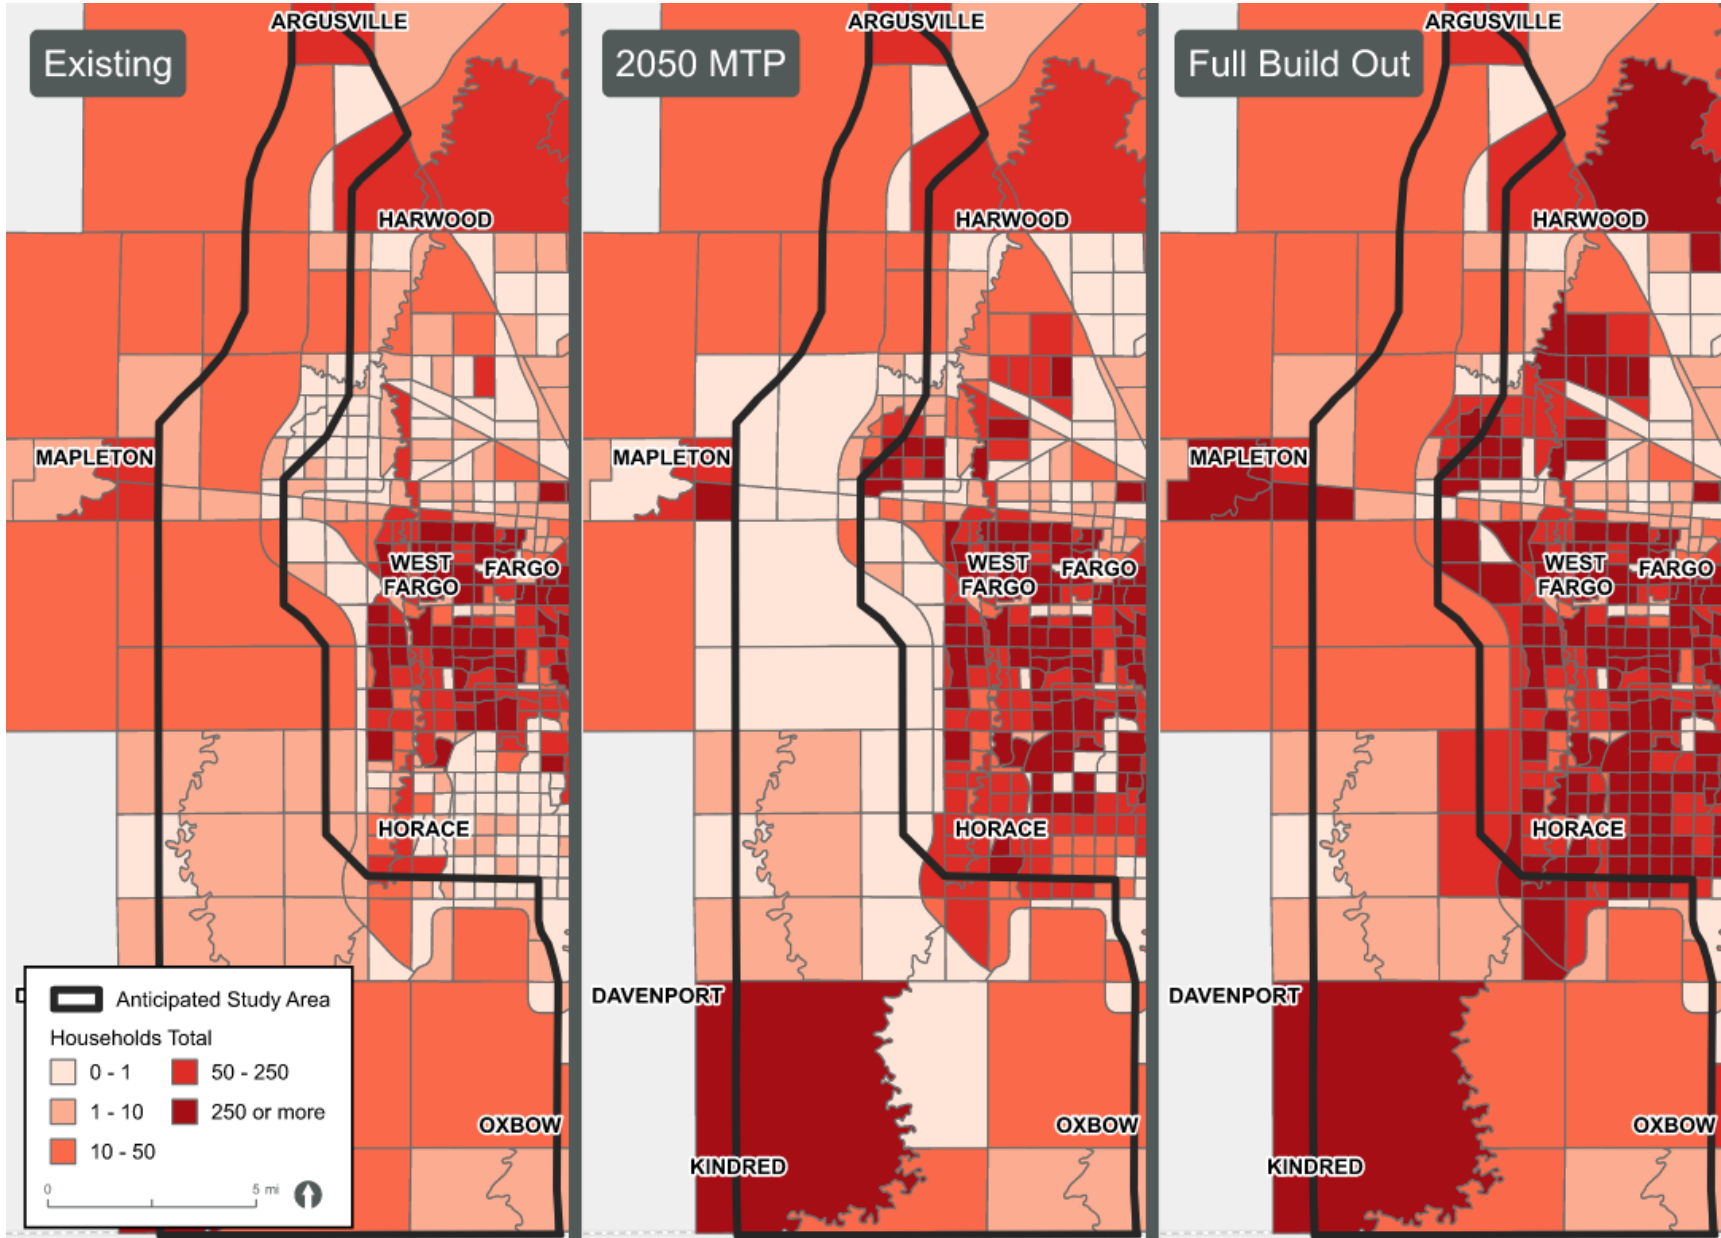 Existing
ARGUSVILLE
HARWOOD
MAPLETON
WEST
FARGO
FARGO
HORACE
D
OXBOW
Anticipated Study Area
Households Total
0 - 1
50 - 250
1 - 10
250 or more
10 - 50
0
5 mi
2050 MTP
ARGUSVILLE
HARWOOD
MAPLETON
WEST
FARGO
FARGO
HORACE
DAVENPORT
OXBOW
KINDRED
Full Build Out
ARGUSVILLE
HARWOOD
MAPLETON
WEST
FARGO
FARGO
HORACE
DAVENPORT
OXBOW
KINDRED